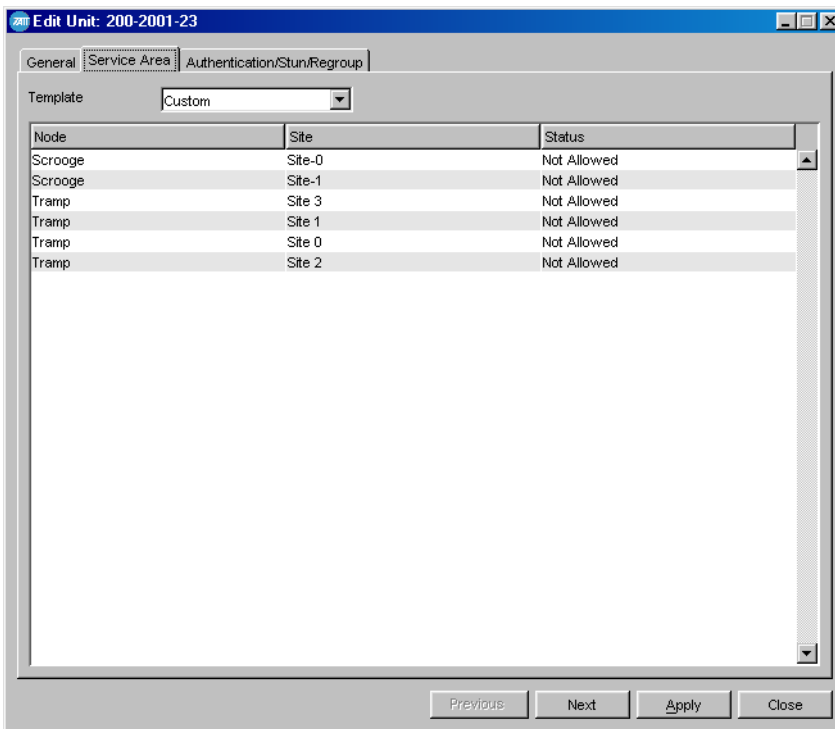 Edit Unit: 200-2001-23
General Service Area Authentication/Stun/Regroup
Template Custom
Node Site Status
Scrooge Site-0 Not Allowed
Scrooge Site-1 Not Allowed
Tramp Site 3 Not Allowed
Tramp Site 1 Not Allowed
Tramp Site 0 Not Allowed
Tramp Site 2 Not Allowed
Previous Next Apply Close